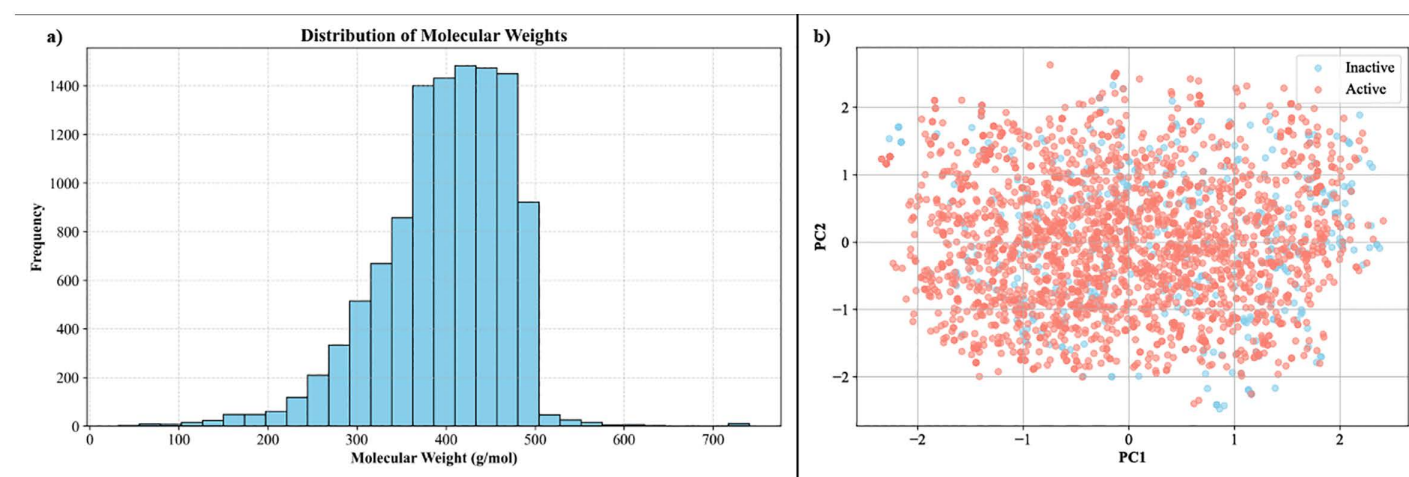 a)
Distribution of Molecular Weights
Frequency
1400
1200
1000
800
600
400
200
0
0 100 200 300 400 500 600 700
Molecular Weight (g/mol)
b)
Inactive
Active
PC2
2
1
0
−1
−2
−2 −1 0 1 2
PC1